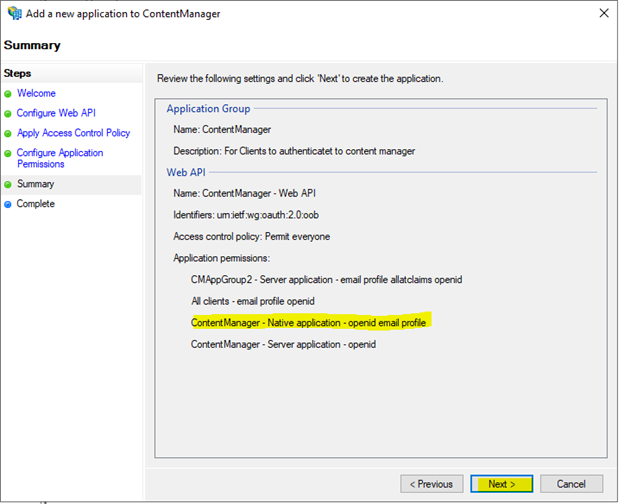 Add a new application to ContentManager
Summary
Steps
Welcome
Configure Web API
Apply Access Control Policy
Configure Application
Permissions
Summary
Complete
Review the following settings and click 'Next' to create the application.
Application Group
Name: ContentManager
Description: For Clients to authenticatet to content manager
Web API
Name: ContentManager - Web API
Identifiers: urn:ietf:wg:oauth:2.0:oob
Access control policy: Permit everyone
Application permissions:
CMAppGroup2 - Server application - email profile allatclaims openid
All clients - email profile openid
ContentManager - Native application - openid email profile
ContentManager - Server application - openid
< Previous
Next >
Cancel